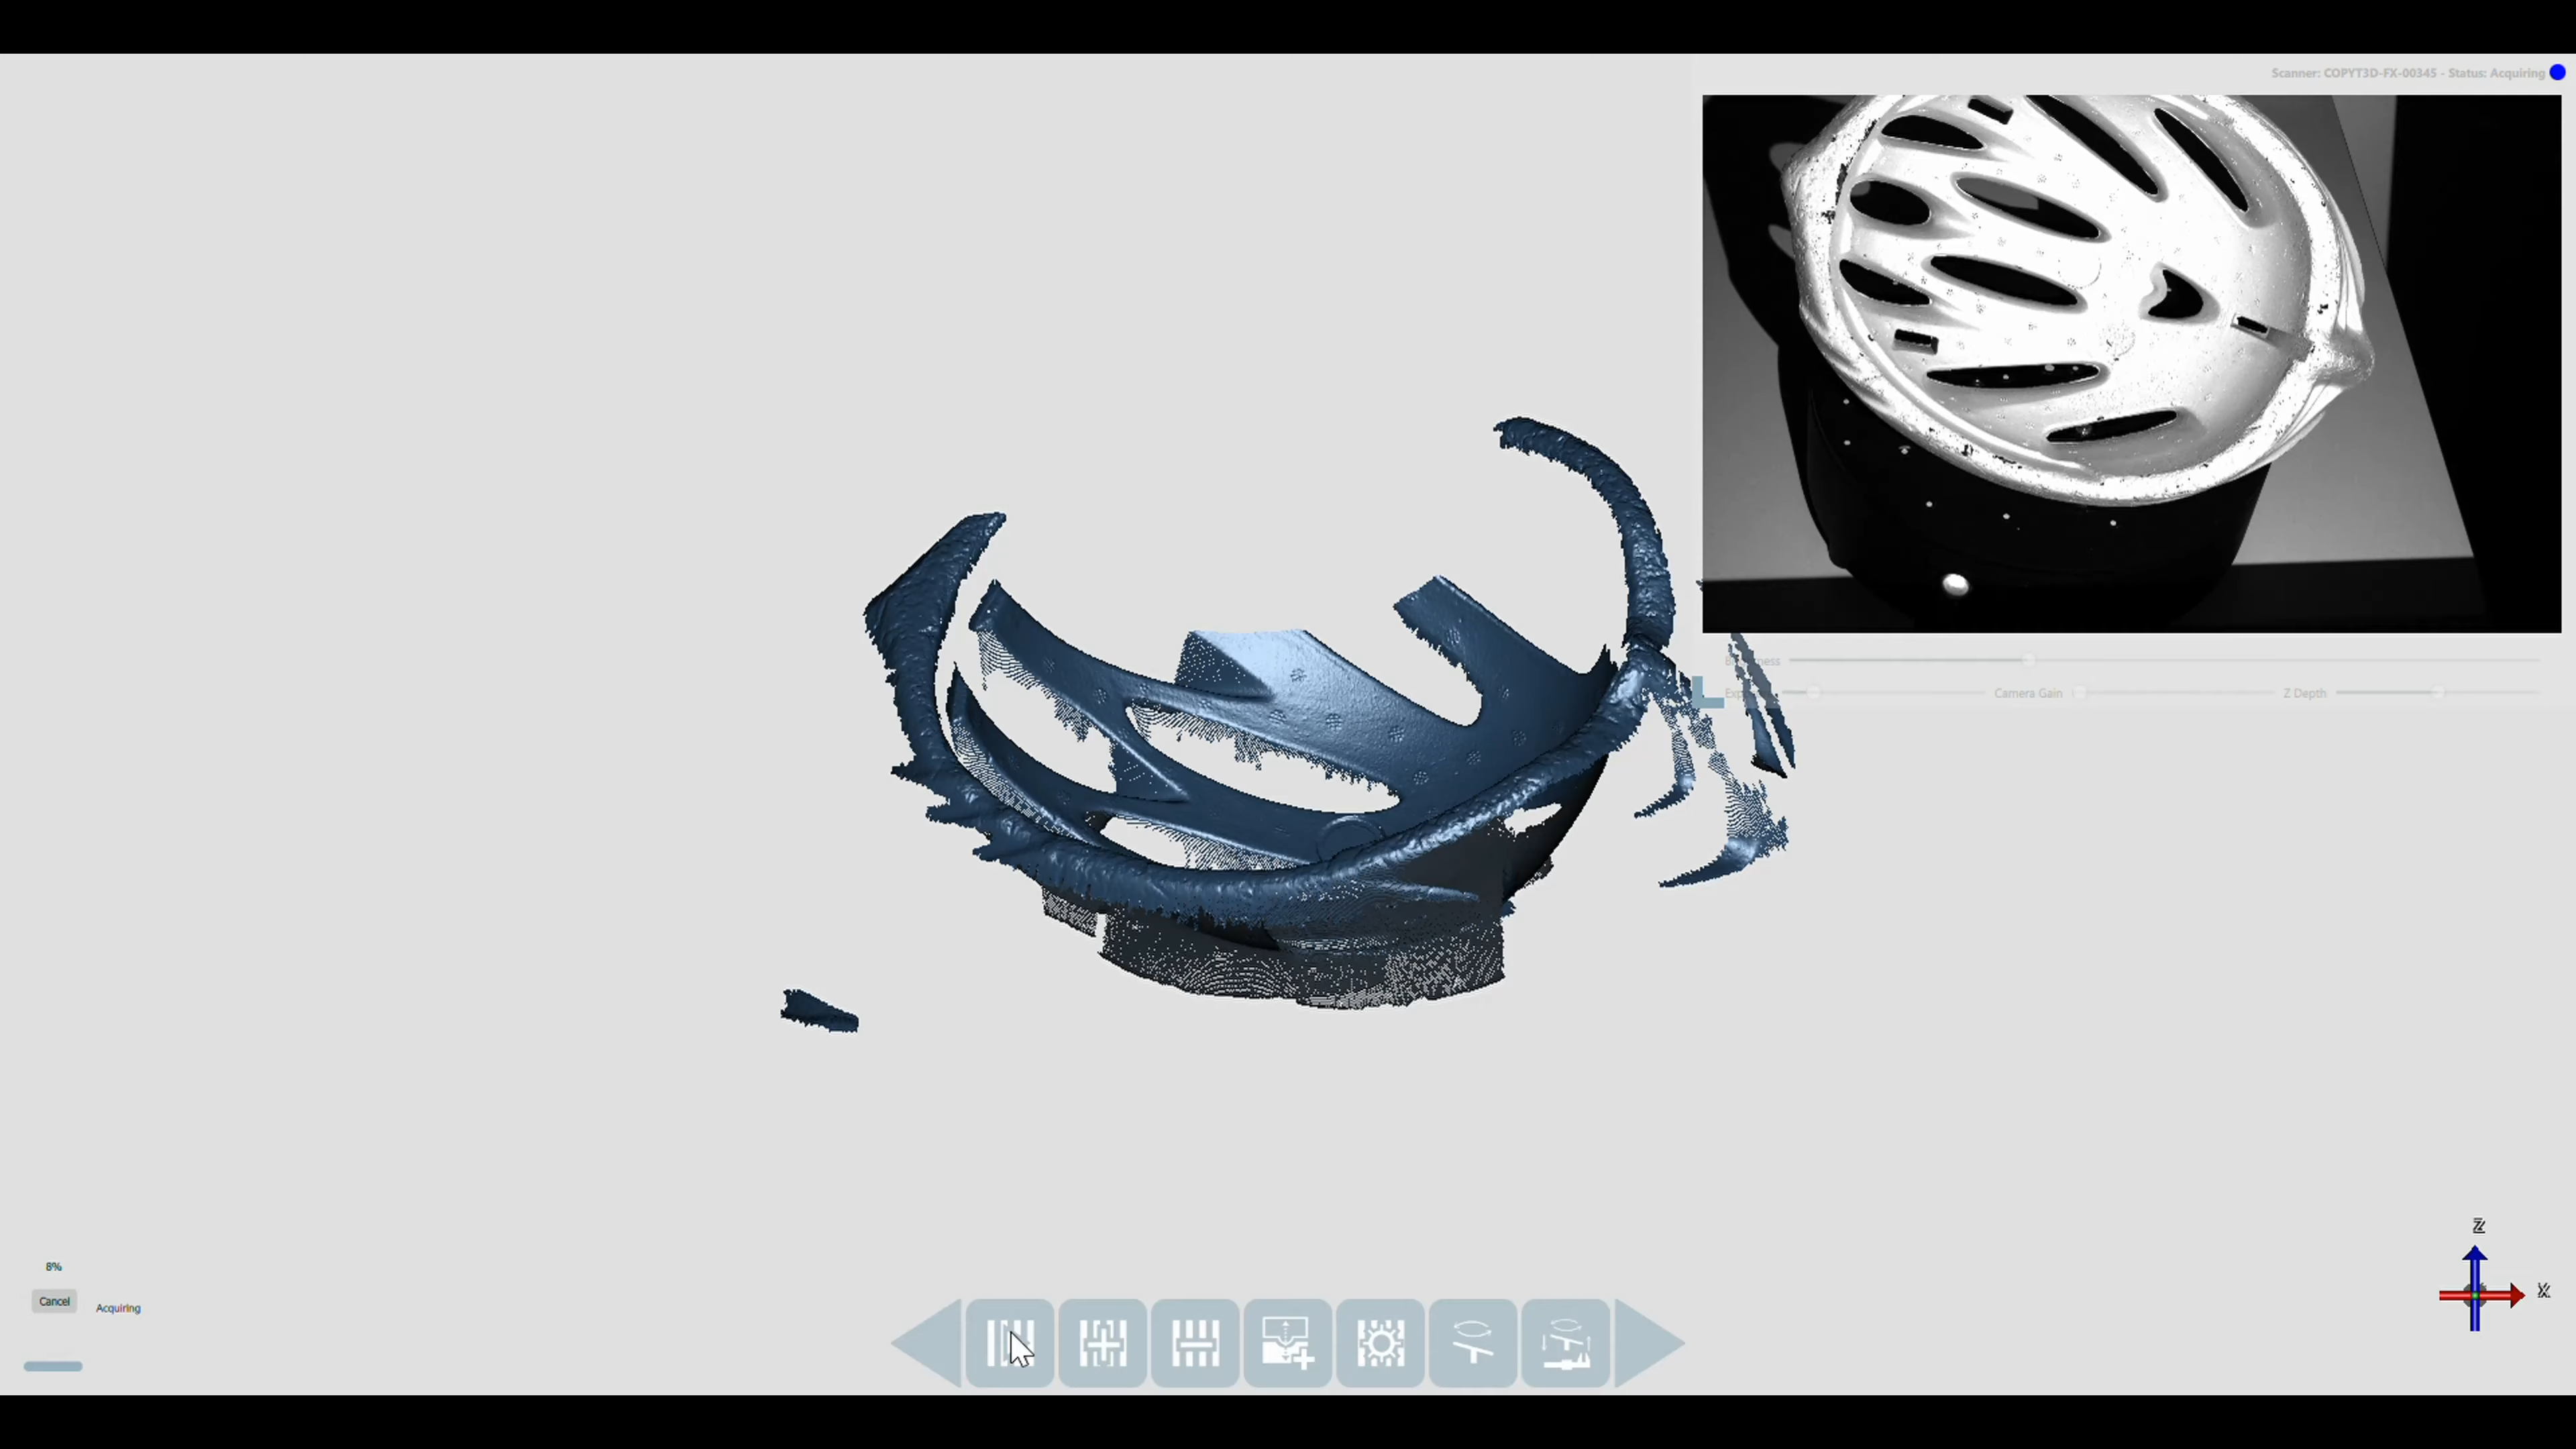 Scanner: COPYT3D-FX-00345 - Status: Acquiring
Camera Gain
Z Depth
Z
X
8%
Cancel
Acquiring